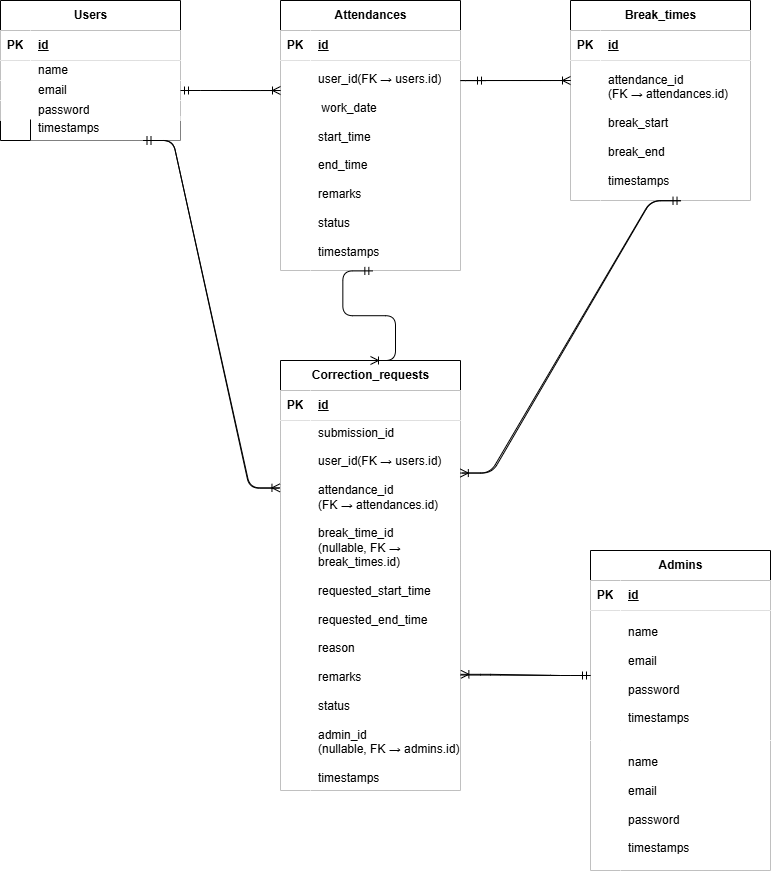 Users
PK id
name
email
password
timestamps
Attendances
PK id
user_id(FK → users.id)
work_date
start_time
end_time
remarks
status
timestamps
Break_times
PK id
attendance_id
(FK → attendances.id)
break_start
break_end
timestamps
Correction_requests
PK id
submission_id
user_id(FK → users.id)
attendance_id
(FK → attendances.id)
break_time_id
(nullable, FK →
break_times.id)
requested_start_time
requested_end_time
reason
remarks
status
admin_id
(nullable, FK → admins.id)
timestamps
Admins
PK id
name
email
password
timestamps
name
email
password
timestamps